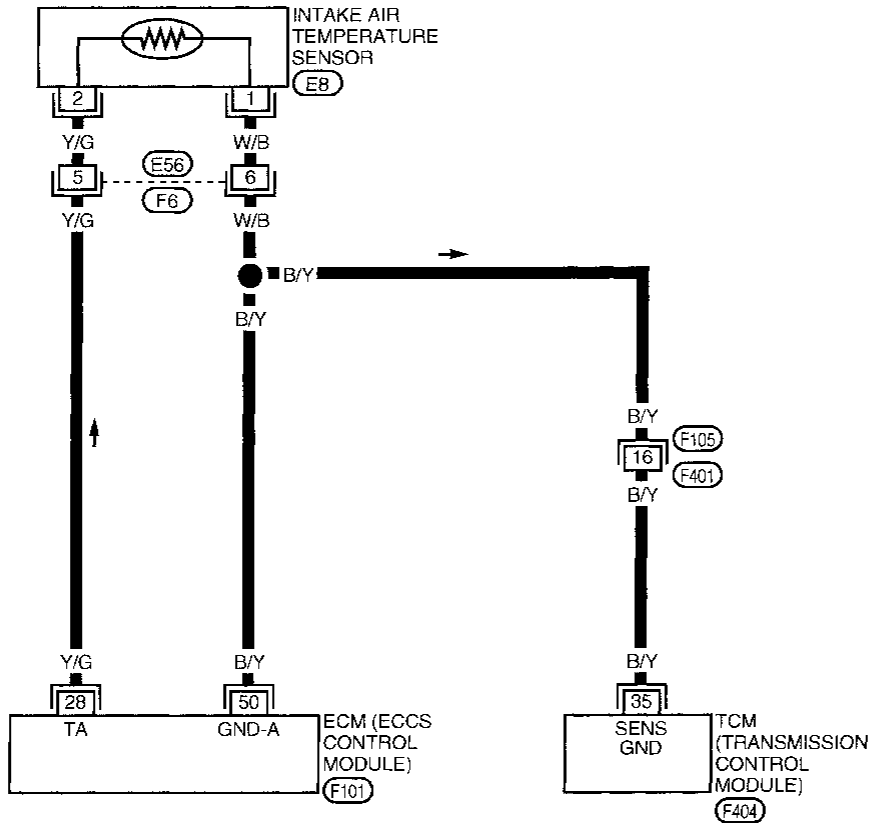 INTAKE AIR
TEMPERATURE
SENSOR
E8
2
1
Y/G
W/B
5
E56
6
F6
Y/G
W/B
B/Y
B/Y
B/Y
16
F105
F401
B/Y
Y/G
B/Y
B/Y
28
50
35
TA
GND-A
ECM (ECCS
CONTROL
MODULE)
F101
SENS
GND
TCM
(TRANSMISSION
CONTROL
MODULE)
F404